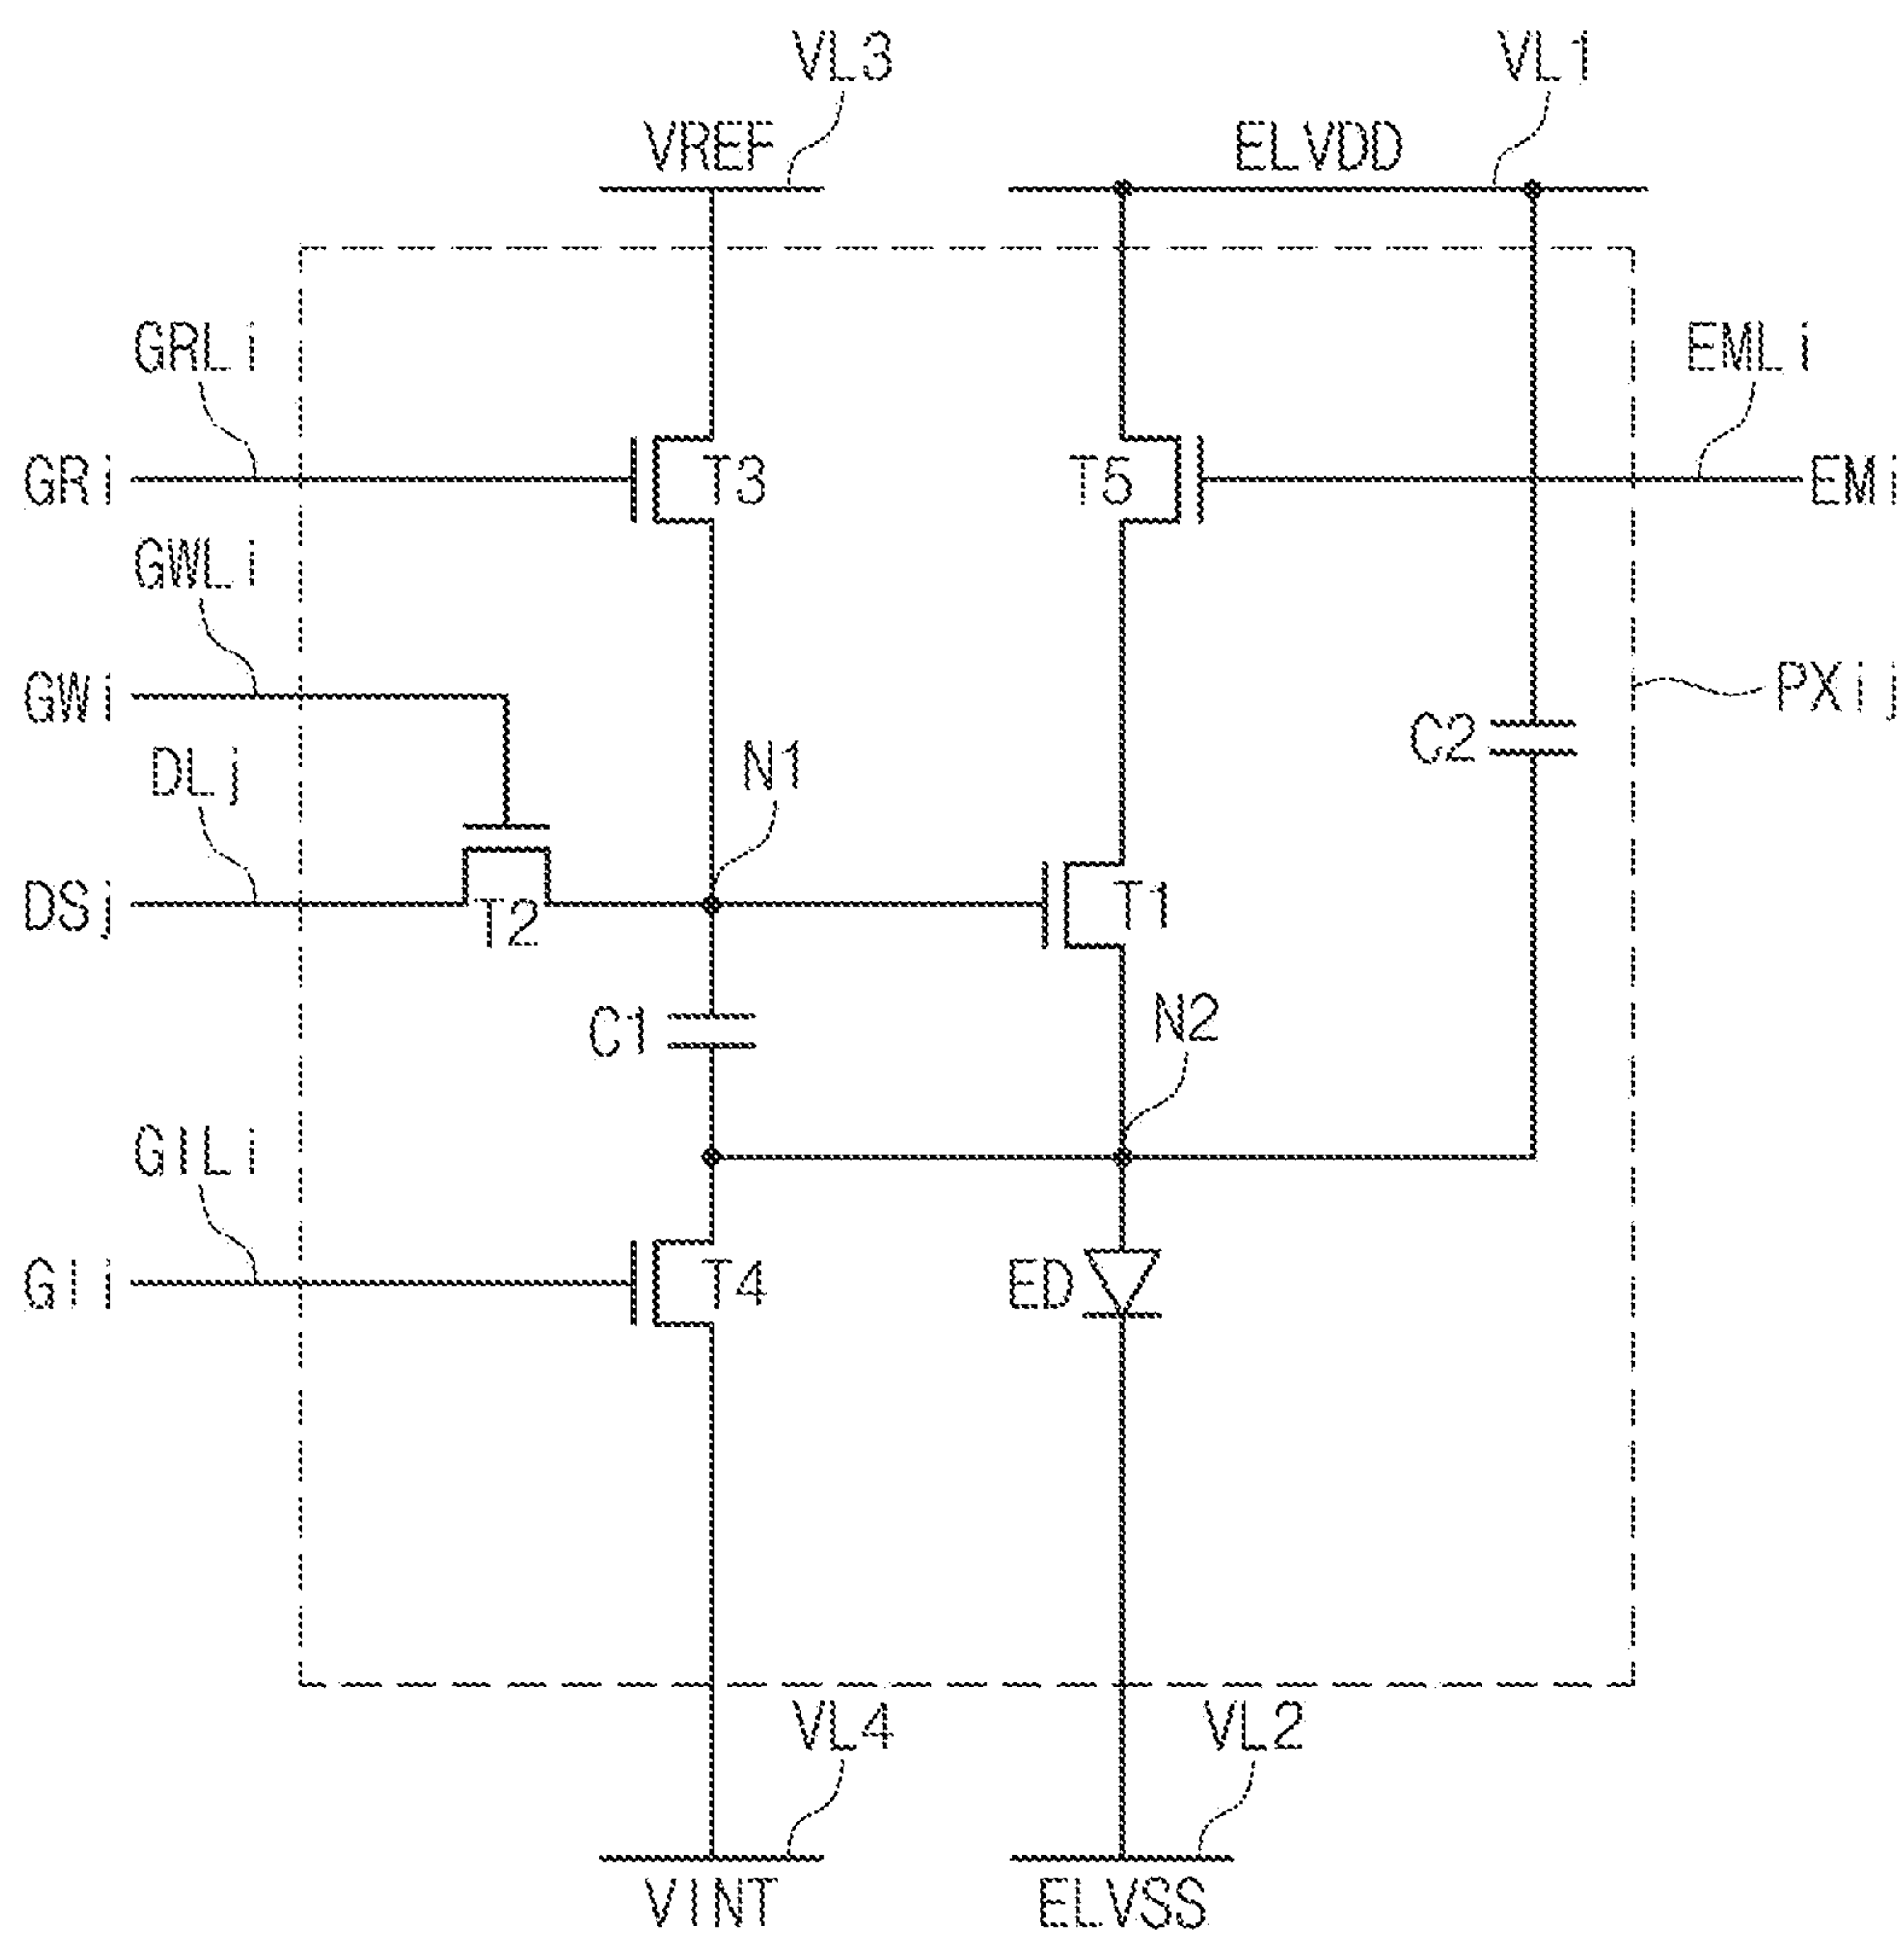 VL3
VL1
VREF
ELVDD
GRLi
EMLi
GRi
T3
T5
EMi
GWLi
GWi
PXij
DLj
N1
C2
DSj
T2
T1
C1
N2
GILi
GIi
T4
ED
VL4
VL2
VINT
ELVSS